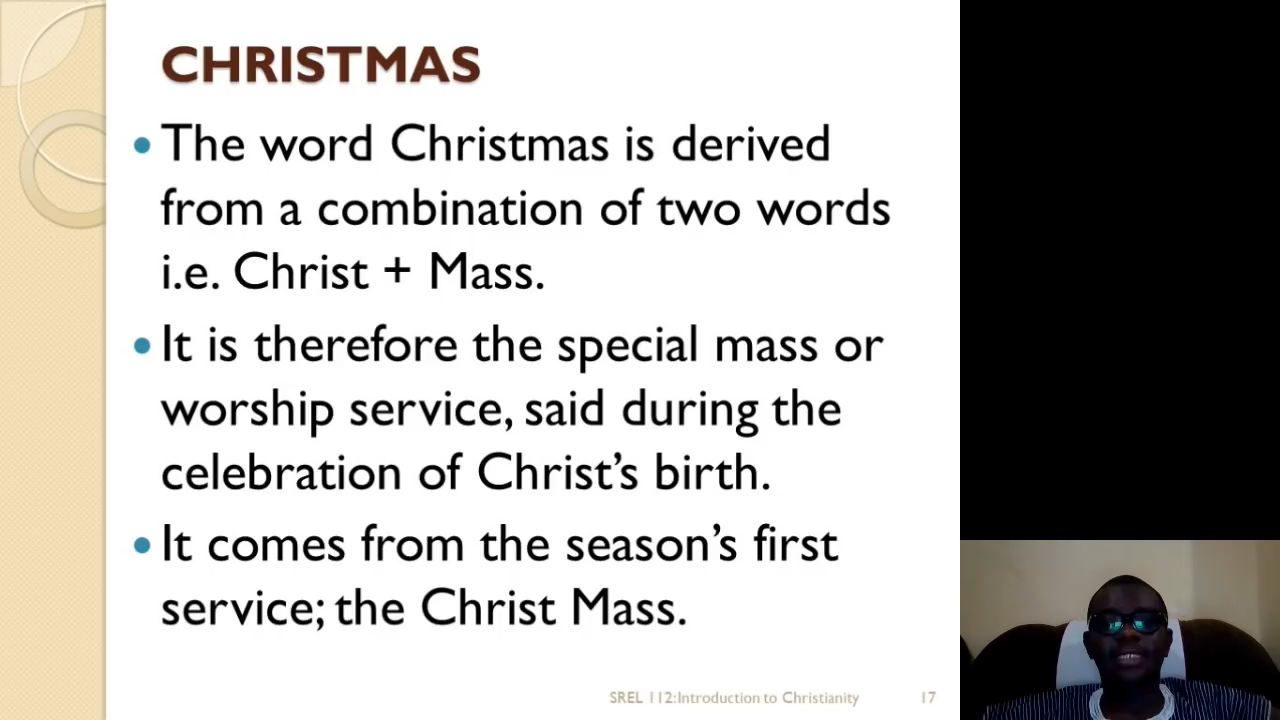 CHRISTMAS
• The word Christmas is derived
from a combination of two words
i.e. Christ + Mass.
• It is therefore the special mass or
worship service, said during the
celebration of Christ’s birth.
• It comes from the season’s first
service; the Christ Mass.
SREL 112:Introduction to Christianity 17